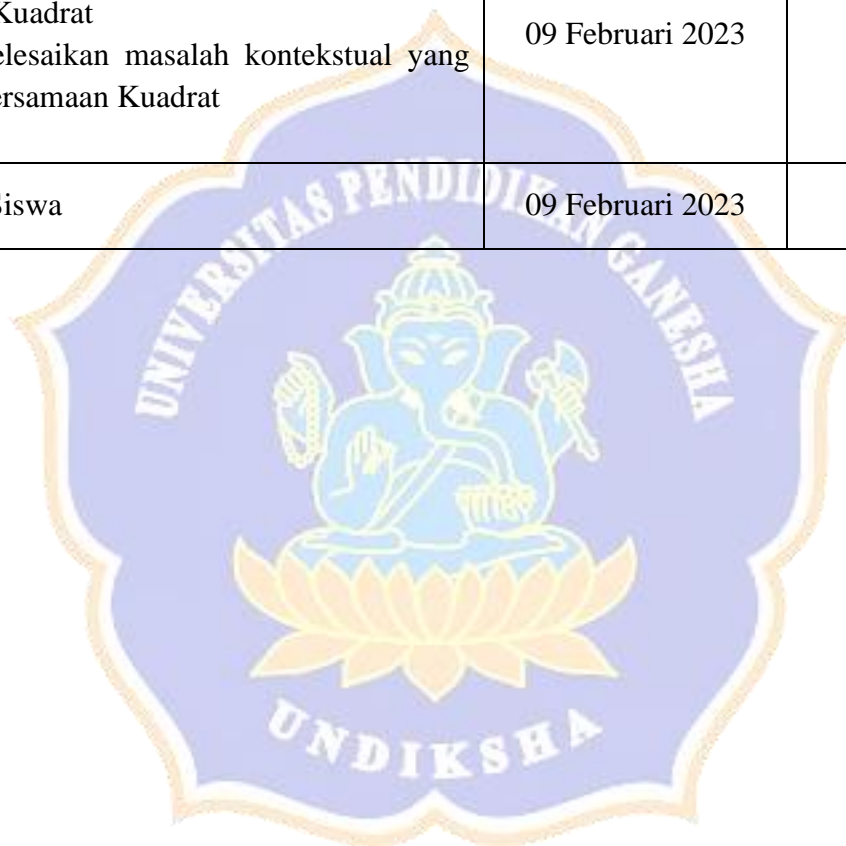 Kuadrat
elesaikan masalah kontekstual yang
ersamaan Kuadrat
09 Februari 2023
Siswa
09 Februari 2023
UNIVERSITAS PENDIDIKAN GANESHA
UNDIKSHA